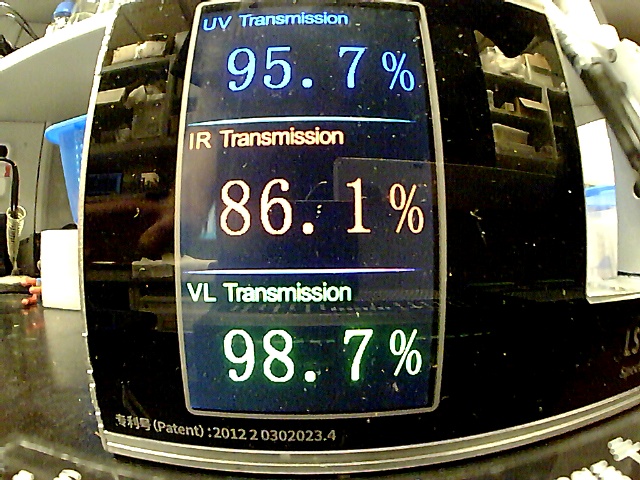 UV Transmission
95.7%
IR Transmission
86.1%
VL Transmission
98.7%
专利号(Patent):2012 2 0302023.4
LS